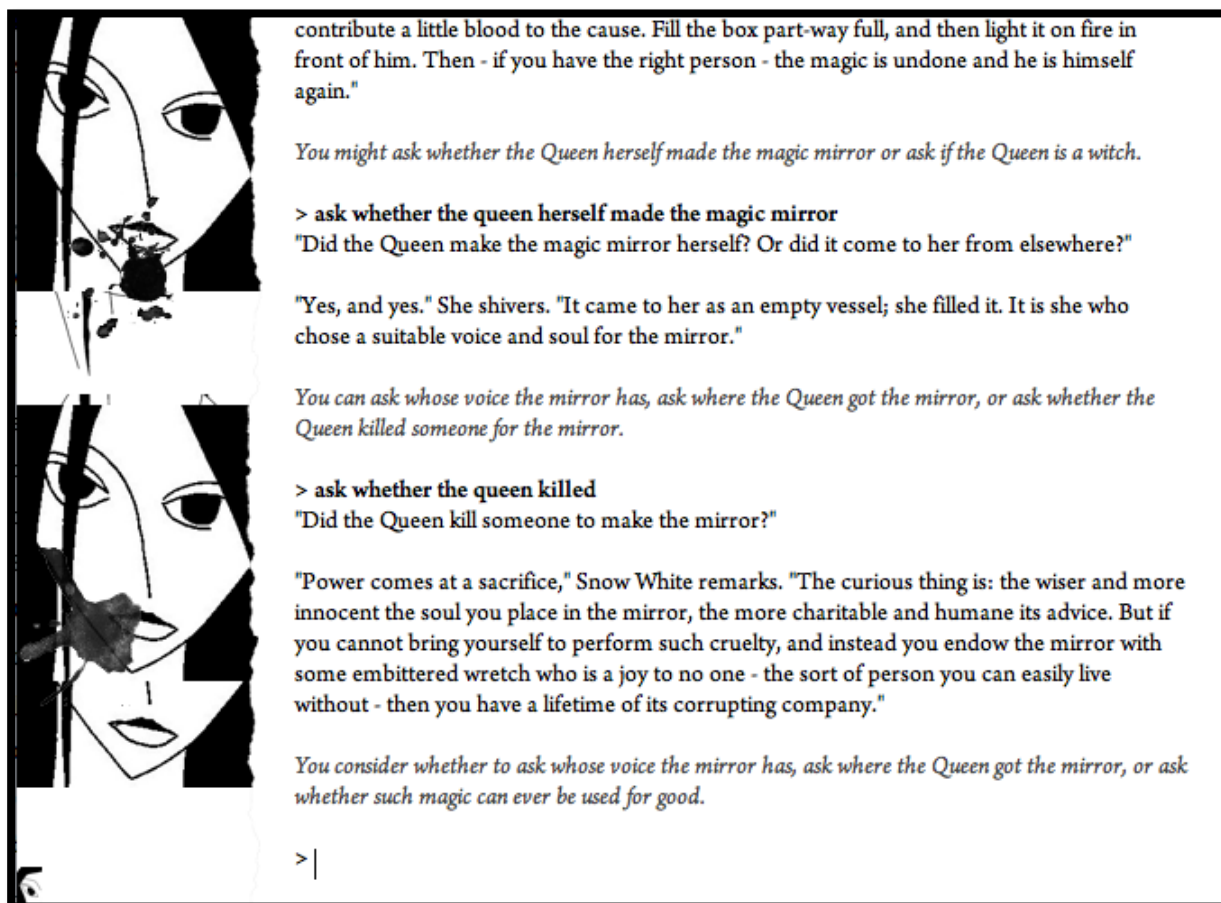 contribute a little blood to the cause. Fill the box part-way full, and then light it on fire in
front of him. Then - if you have the right person - the magic is undone and he is himself
again."
You might ask whether the Queen herself made the magic mirror or ask if the Queen is a witch.
> ask whether the queen herself made the magic mirror
"Did the Queen make the magic mirror herself? Or did it come to her from elsewhere?"
"Yes, and yes." She shivers. "It came to her as an empty vessel; she filled it. It is she who
chose a suitable voice and soul for the mirror."
You can ask whose voice the mirror has, ask where the Queen got the mirror, or ask whether the
Queen killed someone for the mirror.
> ask whether the queen killed
"Did the Queen kill someone to make the mirror?"
"Power comes at a sacrifice," Snow White remarks. "The curious thing is: the wiser and more
innocent the soul you place in the mirror, the more charitable and humane its advice. But if
you cannot bring yourself to perform such cruelty, and instead you endow the mirror with
some embittered wretch who is a joy to no one - the sort of person you can easily live
without - then you have a lifetime of its corrupting company."
You consider whether to ask whose voice the mirror has, ask where the Queen got the mirror, or ask
whether such magic can ever be used for good.
>